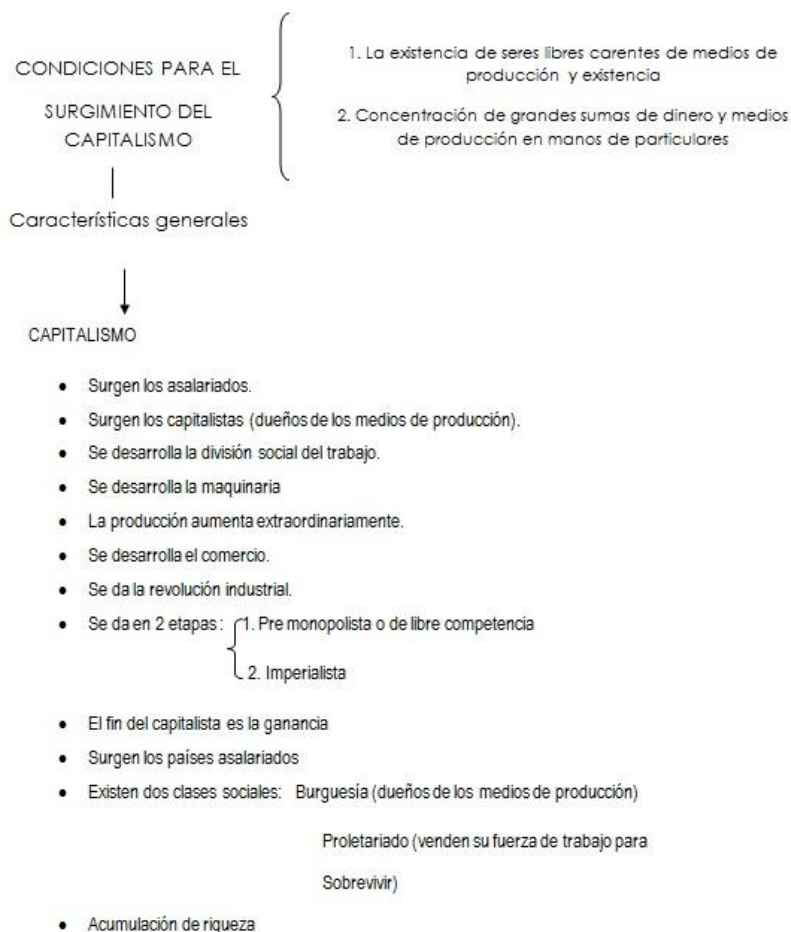 CONDICIONES PARA EL
SURGIMIENTO DEL
CAPITALISMO
1. La existencia de seres libres carentes de medios de
producción y existencia
2. Concentración de grandes sumas de dinero y medios
de producción en manos de particulares
Características generales
CAPITALISMO
• Surgen los asalariados.
• Surgen los capitalistas (dueños de los medios de producción).
• Se desarrolla la división social del trabajo.
• Se desarrolla la maquinaria
• La producción aumenta extraordinariamente.
• Se desarrolla el comercio.
• Se da la revolución industrial.
• Se da en 2 etapas: 1. Pre monopolista o de libre competencia
2. Imperialista
• El fin del capitalista es la ganancia
• Surgen los países asalariados
• Existen dos clases sociales: Burguesía (dueños de los medios de producción)
Proletariado (venden su fuerza de trabajo para
Sobrevivir)
• Acumulación de riqueza